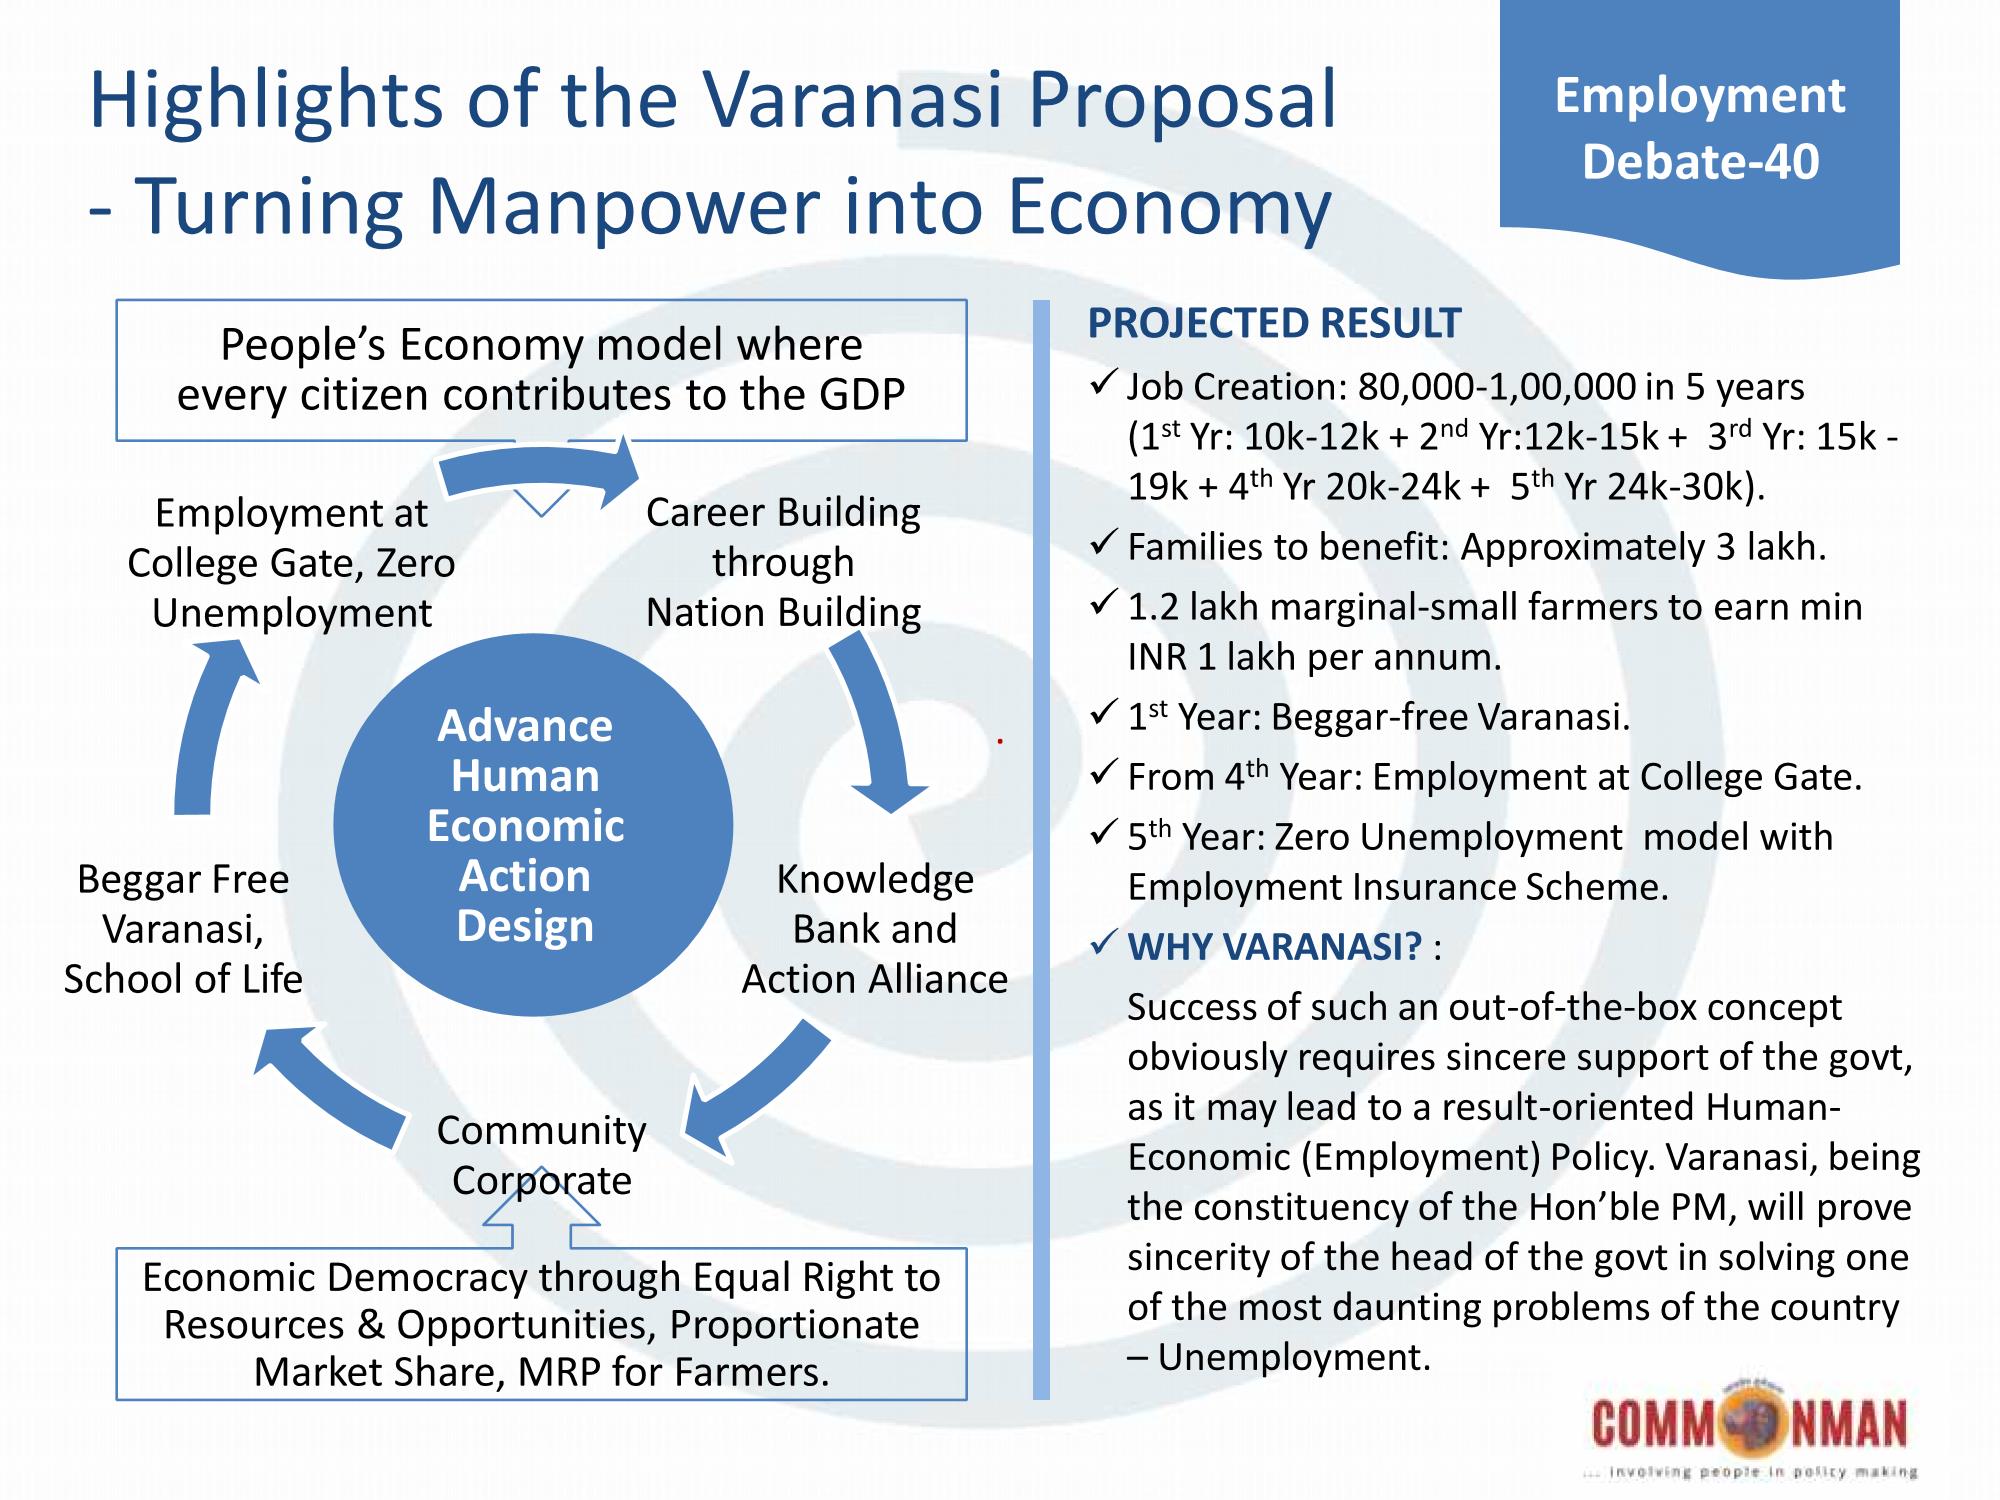 Highlights of the Varanasi Proposal
- Turning Manpower into Economy
Employment
Debate-40
People’s Economy model where
every citizen contributes to the GDP
Employment at
College Gate, Zero
Unemployment
Career Building
through
Nation Building
Advance
Human
Economic
Action
Design
Beggar Free
Varanasi,
School of Life
Knowledge
Bank and
Action Alliance
Community
Corporate
Economic Democracy through Equal Right to
Resources & Opportunities, Proportionate
Market Share, MRP for Farmers.
PROJECTED RESULT
✓ Job Creation: 80,000-1,00,000 in 5 years
(1st Yr: 10k-12k + 2nd Yr:12k-15k + 3rd Yr: 15k -
19k + 4th Yr 20k-24k + 5th Yr 24k-30k).
✓ Families to benefit: Approximately 3 lakh.
✓ 1.2 lakh marginal-small farmers to earn min
INR 1 lakh per annum.
✓ 1st Year: Beggar-free Varanasi.
✓ From 4th Year: Employment at College Gate.
✓ 5th Year: Zero Unemployment model with
Employment Insurance Scheme.
✓ WHY VARANASI? :
Success of such an out-of-the-box concept
obviously requires sincere support of the govt,
as it may lead to a result-oriented Human-
Economic (Employment) Policy. Varanasi, being
the constituency of the Hon’ble PM, will prove
sincerity of the head of the govt in solving one
of the most daunting problems of the country
– Unemployment.
COMMONMAN
... involving people in policy making